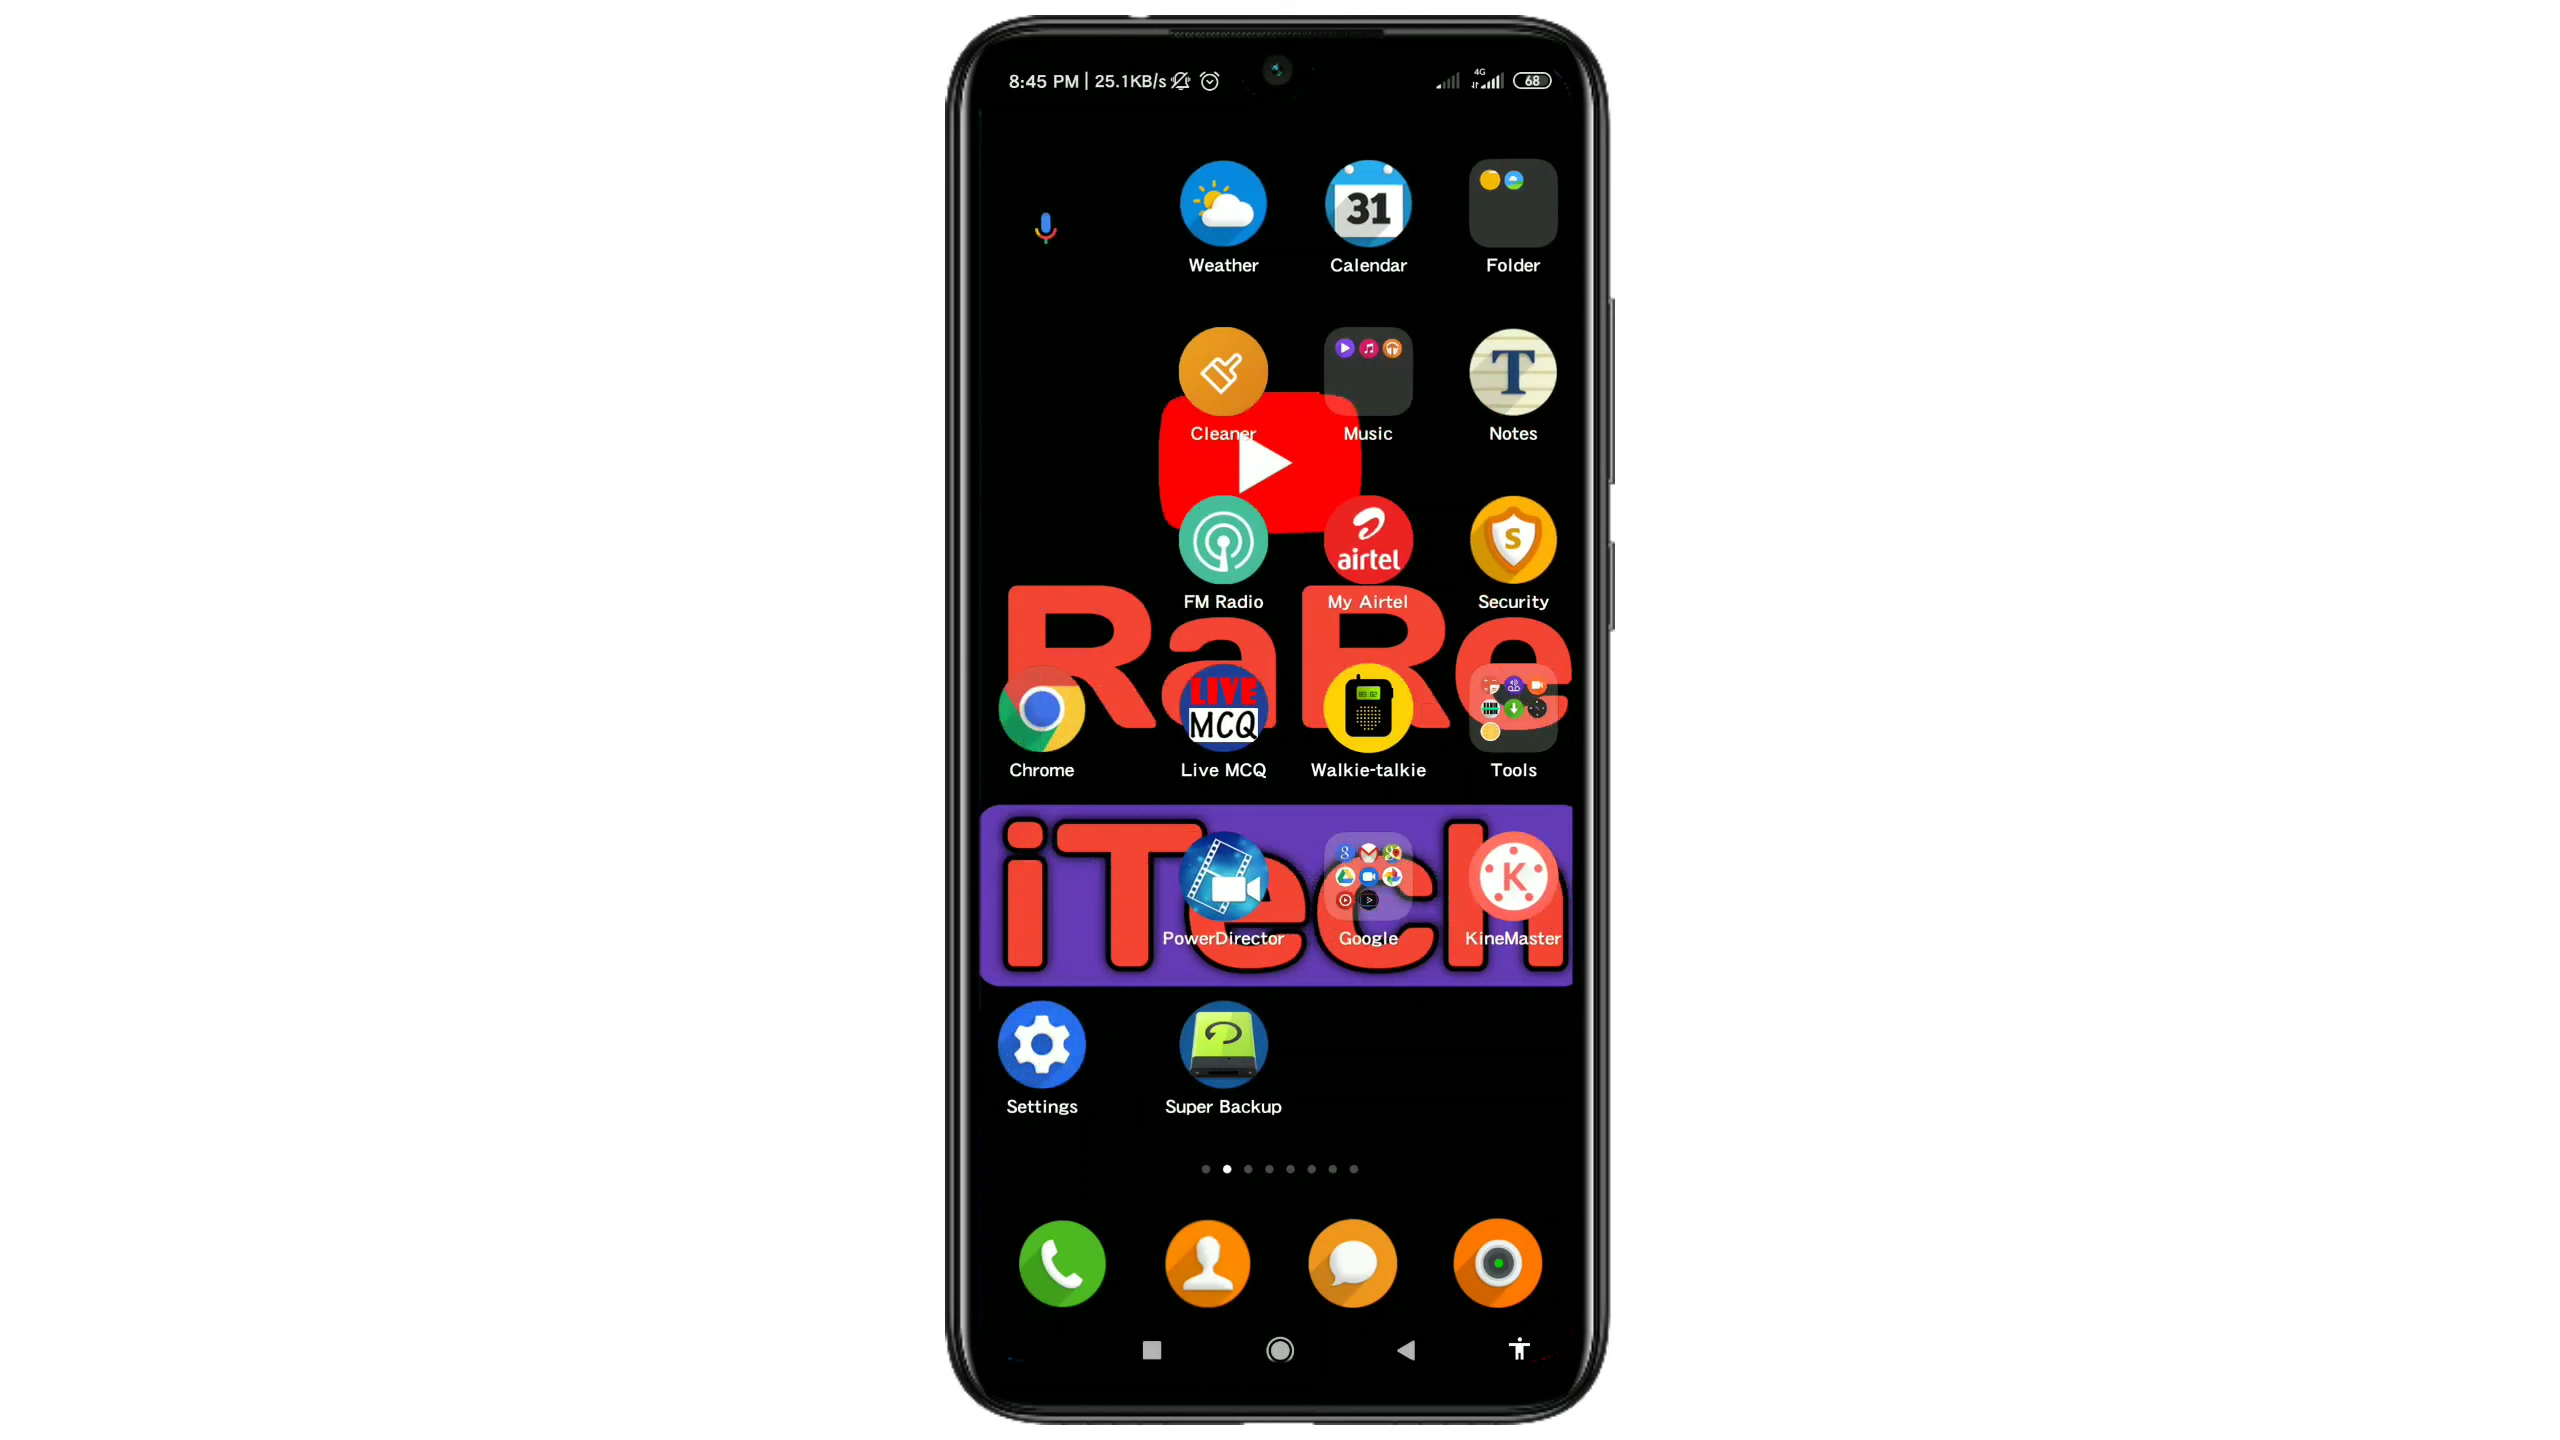 8:45 PM | 25.1KB/s
4G
68
31
Weather
Calendar
Folder
T
Cleaner
Music
Notes
airtel
S
FM Radio
My Airtel
Security
RaRe
LIVE
MCQ
Chrome
Live MCQ
Walkie-talkie
Tools
iTech
K
PowerDirector
Google
KineMaster
Settings
Super Backup